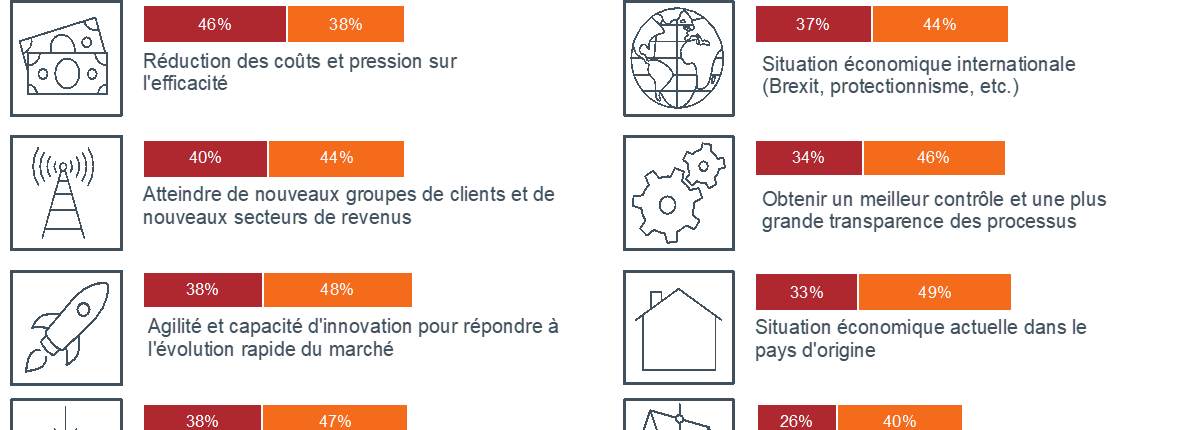 46% 38%
Réduction des coûts et pression sur
l'efficacité
40% 44%
Atteindre de nouveaux groupes de clients et de
nouveaux secteurs de revenus
38% 48%
Agilité et capacité d'innovation pour répondre à
l'évolution rapide du marché
38% 47%
37% 44%
Situation économique internationale
(Brexit, protectionnisme, etc.)
34% 46%
Obtenir un meilleur contrôle et une plus
grande transparence des processus
33% 49%
Situation économique actuelle dans le
pays d'origine
26% 40%